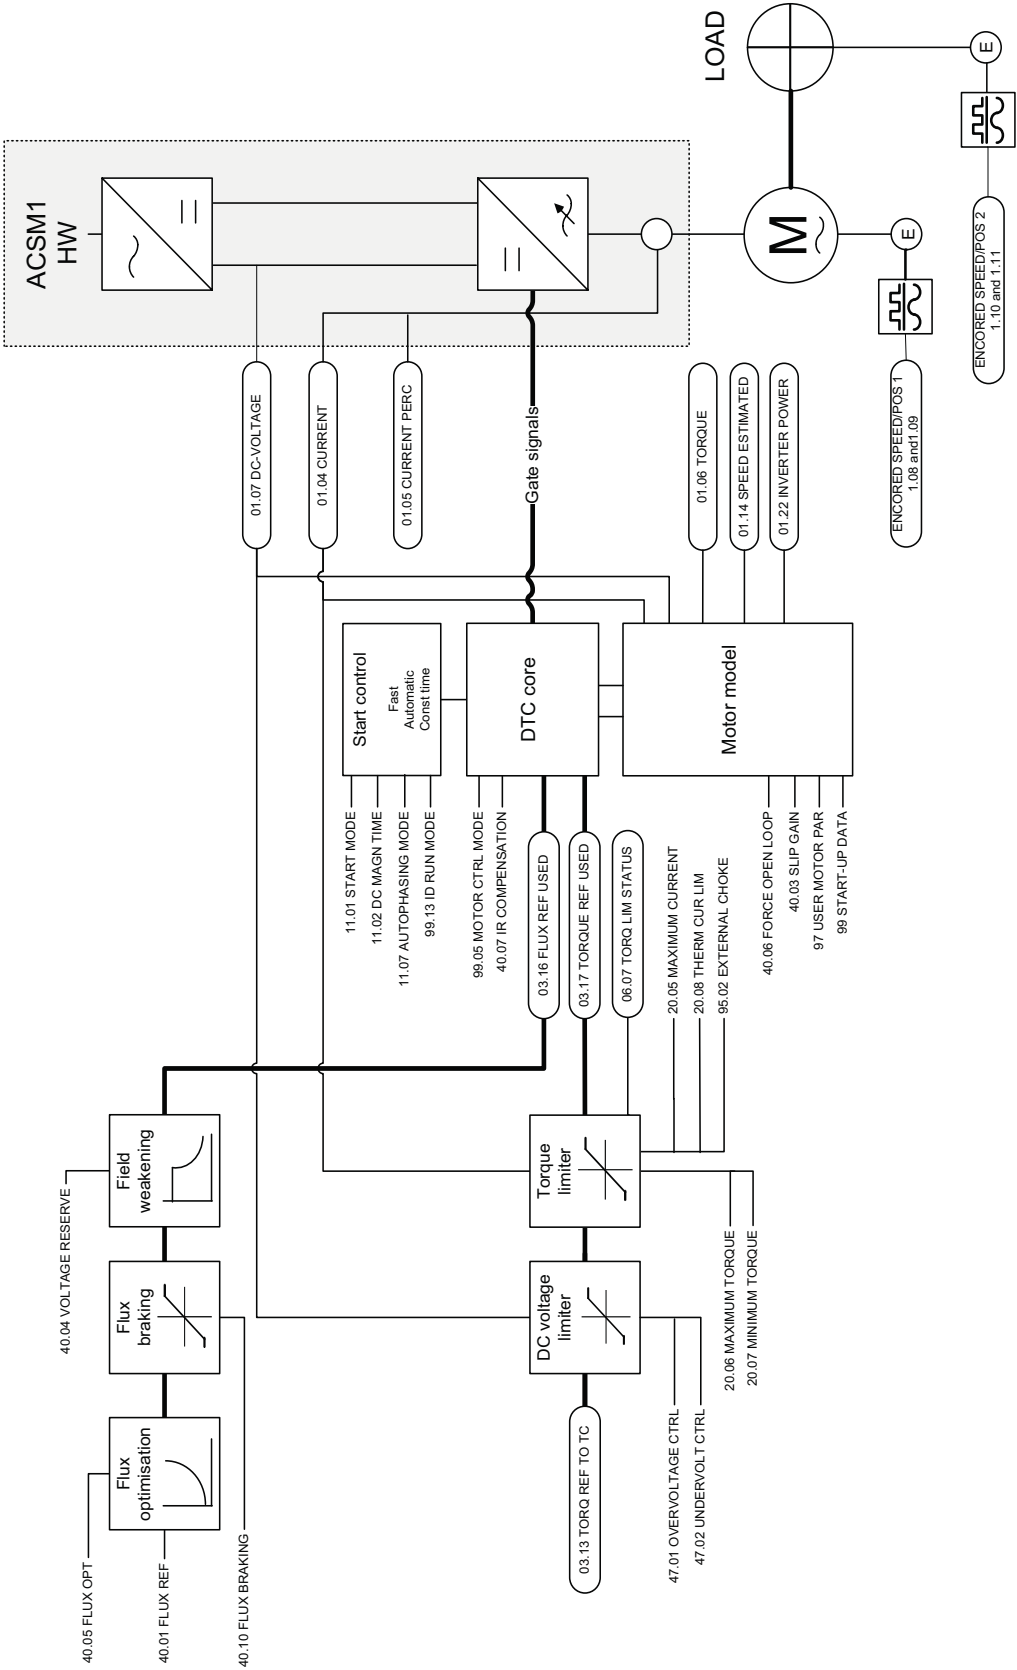 40.05 FLUX OPT
40.01 FLUX REF
40.10 FLUX BRAKING
Flux
optimisation
Flux
braking
40.04 VOLTAGE RESERVE
Field
weakening
03.13 TORQ REF TO TC
47.01 OVERVOLTAGE CTRL
47.02 UNDERVOLT CTRL
DC voltage
limiter
20.06 MAXIMUM TORQUE
20.07 MINIMUM TORQUE
Torque
limiter
20.05 MAXIMUM CURRENT
20.08 THERM CUR LIM
95.02 EXTERNAL CHOKE
11.01 START MODE
11.02 DC MAGN TIME
11.07 AUTOPHASING MODE
99.13 ID RUN MODE
99.05 MOTOR CTRL MODE
40.07 IR COMPENSATION
03.16 FLUX REF USED
03.17 TORQUE REF USED
06.07 TORQ LIM STATUS
40.06 FORCE OPEN LOOP
40.03 SLIP GAIN
97 USER MOTOR PAR
99 START-UP DATA
Start control
Fast
Automatic
Const time
DTC core
Motor model
01.07 DC-VOLTAGE
01.04 CURRENT
01.05 CURRENT PERC
Gate signals
01.06 TORQUE
01.14 SPEED ESTIMATED
01.22 INVERTER POWER
ENCORED SPEED/POS 1
1.08 and1.09
ENCORED SPEED/POS 2
1.10 and 1.11
ACSM1
HW
M
E
LOAD
E